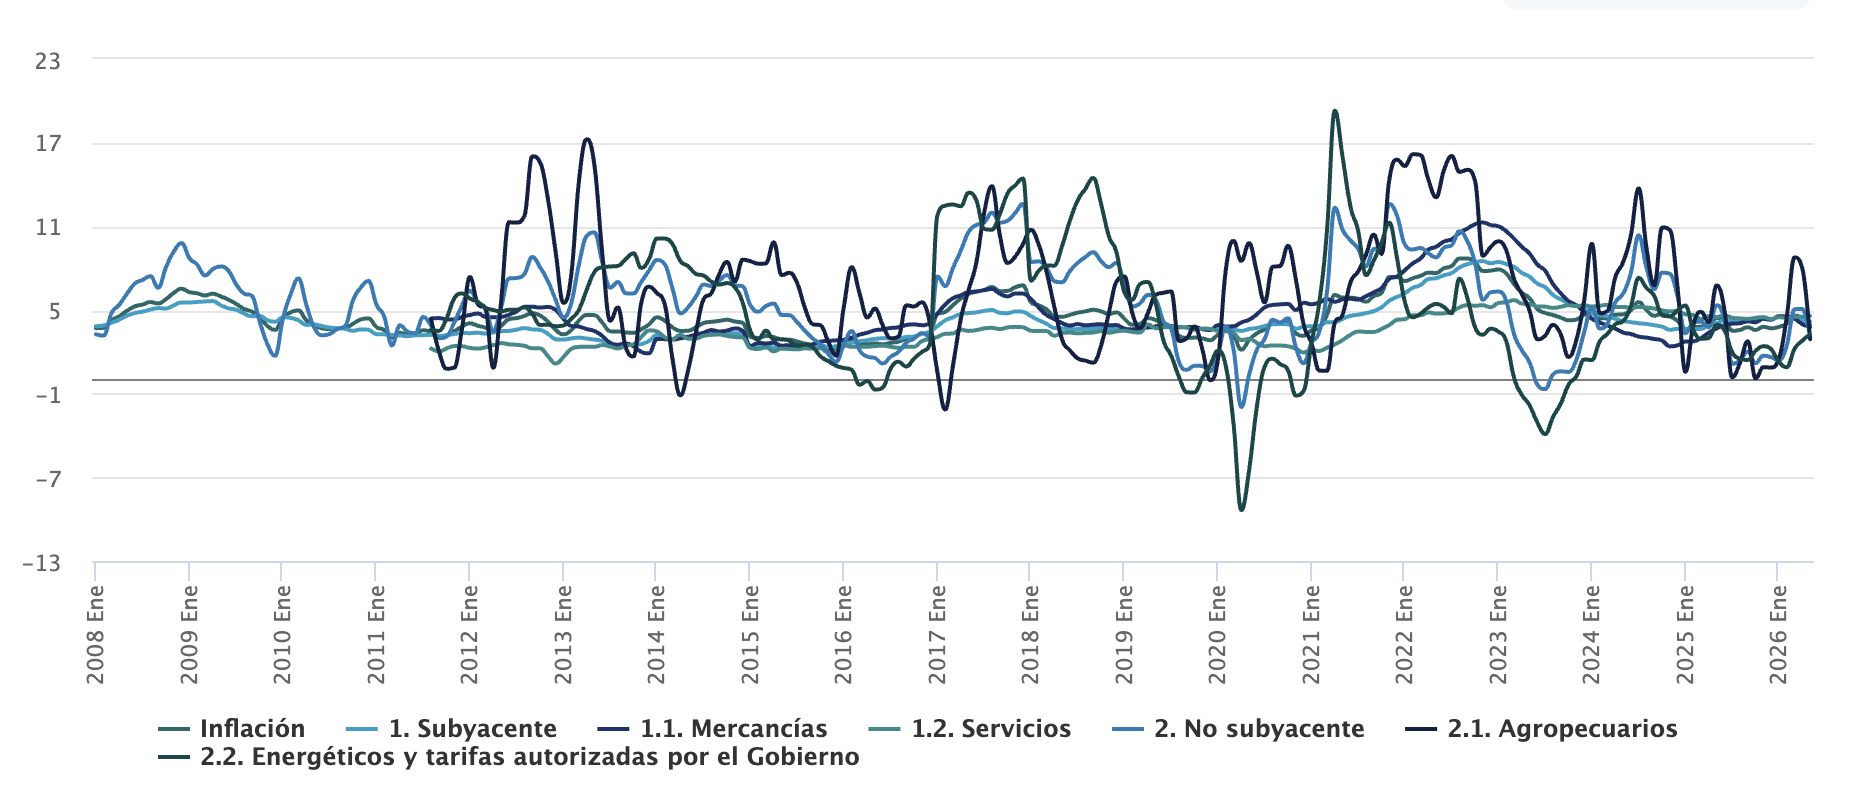 23
17
11
5
−1
−7
−13
2008 Ene
2009 Ene
2010 Ene
2011 Ene
2012 Ene
2013 Ene
2014 Ene
2015 Ene
2016 Ene
2017 Ene
2018 Ene
2019 Ene
2020 Ene
2021 Ene
2022 Ene
2023 Ene
2024 Ene
2025 Ene
2026 Ene
Inflación 1. Subyacente 1.1. Mercancías 1.2. Servicios 2. No subyacente 2.1. Agropecuarios
2.2. Energéticos y tarifas autorizadas por el Gobierno